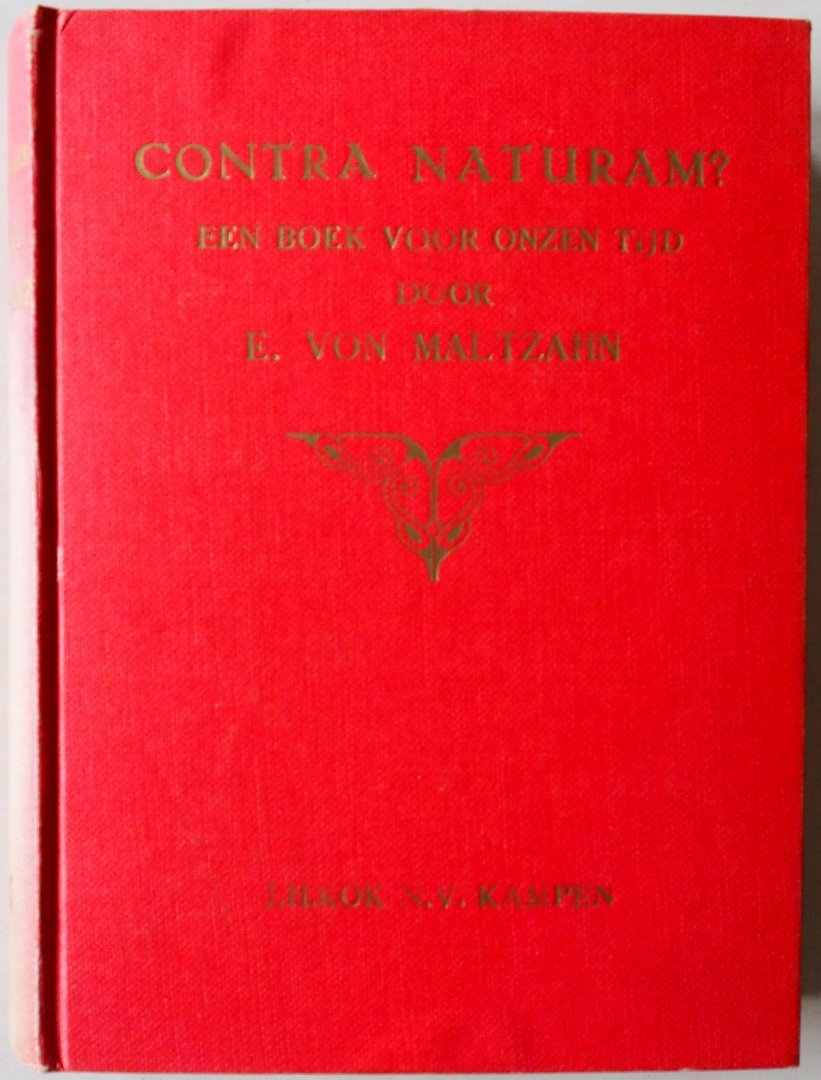 CONTRA NATURAM?
EEN BOEK VOOR ONZEN TIJD
DOOR
E. VON MALTZAHN
J.H.KOK N.V. KAMPEN